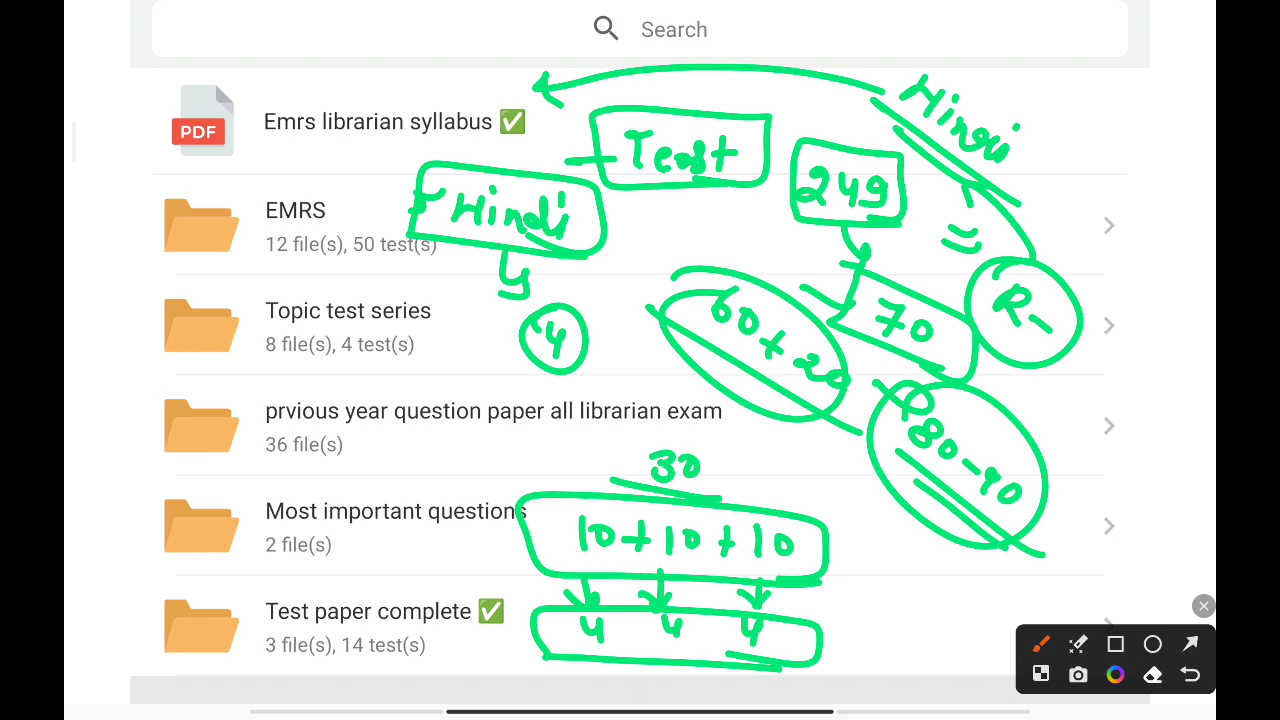 Search
PDF
Emrs librarian syllabus ✅
Hindi
Test
249
EMRS
12 file(s), 50 test(s)
Hindi
R
Topic test series
8 file(s), 4 test(s)
4
60+20
70
prvious year question paper all librarian exam
36 file(s)
80-90
30
Most important questions
2 file(s)
10+10+10
Test paper complete ✅
3 file(s), 14 test(s)
4 4 4